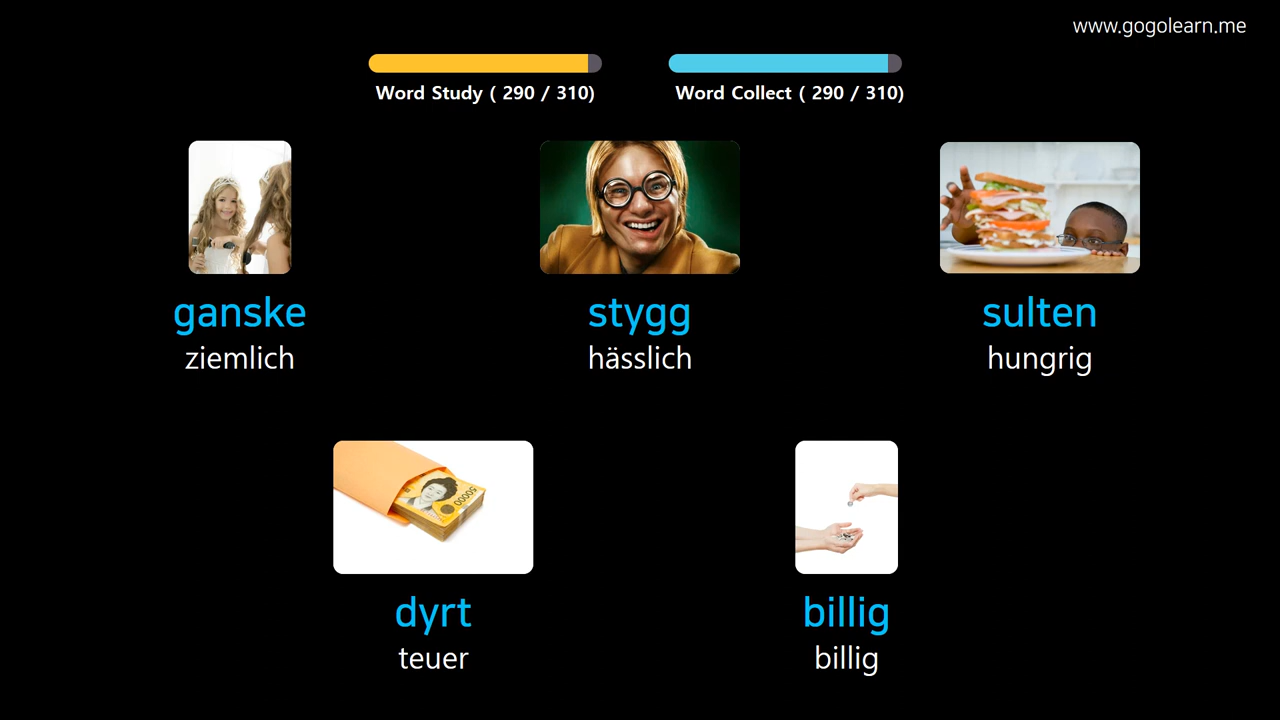 www.gogolearn.me
Word Study ( 290 / 310)
Word Collect ( 290 / 310)
ganske
ziemlich
stygg
hässlich
sulten
hungrig
50000
dyrt
teuer
billig
billig